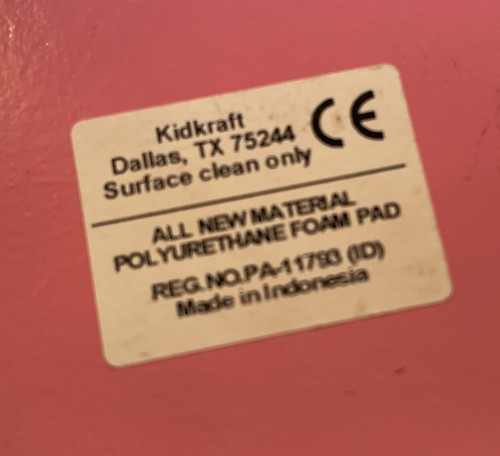 Kidkraft
Dallas, TX 75244
Surface clean only
CE
ALL NEW MATERIAL
POLYURETHANE FOAM PAD
REG. NO.PA-11793 (ID)
Made in Indonesia